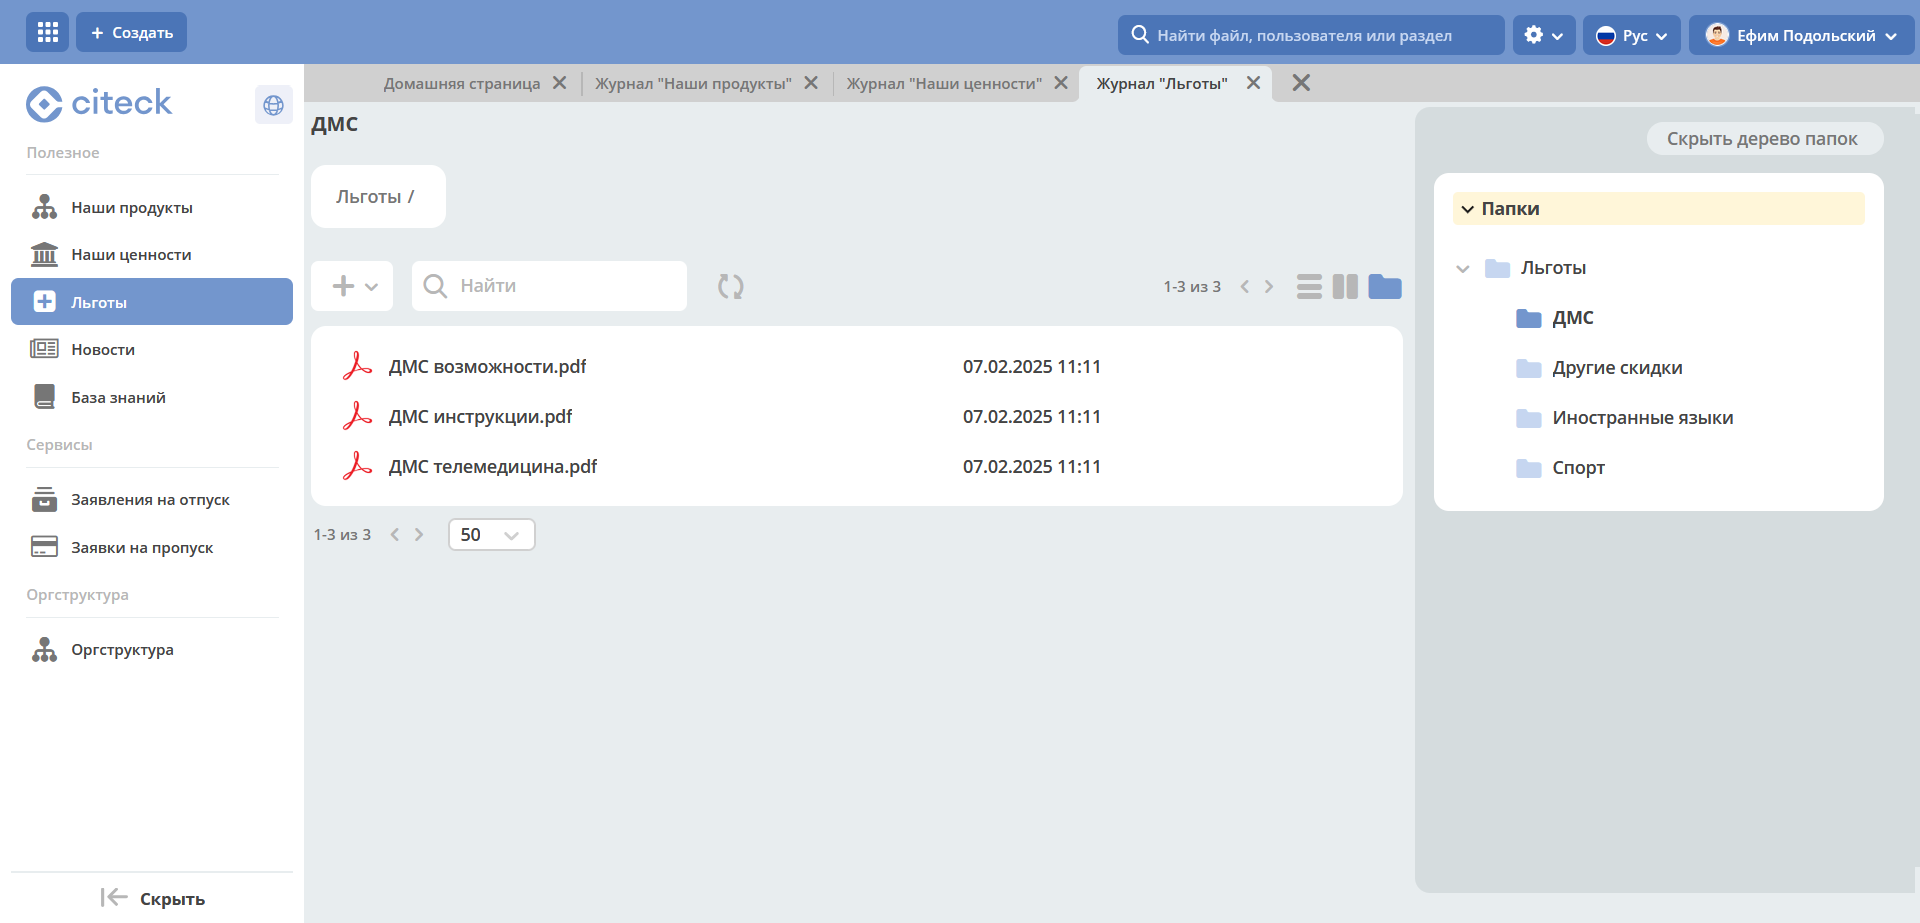 + Создать
Найти файл, пользователя или раздел
Рус
Ефим Подольский
citeck
Домашняя страница
Журнал "Наши продукты"
Журнал "Наши ценности"
Журнал "Льготы"
Полезное
Наши продукты
Наши ценности
Льготы
Новости
База знаний
Сервисы
Заявления на отпуск
Заявки на пропуск
Оргструктура
Оргструктура
Скрыть
ДМС
Льготы /
Найти
1-3 из 3
ДМС возможности.pdf 07.02.2025 11:11
ДМС инструкции.pdf 07.02.2025 11:11
ДМС телемедицина.pdf 07.02.2025 11:11
1-3 из 3
50
Скрыть дерево папок
Папки
Льготы
ДМС
Другие скидки
Иностранные языки
Спорт